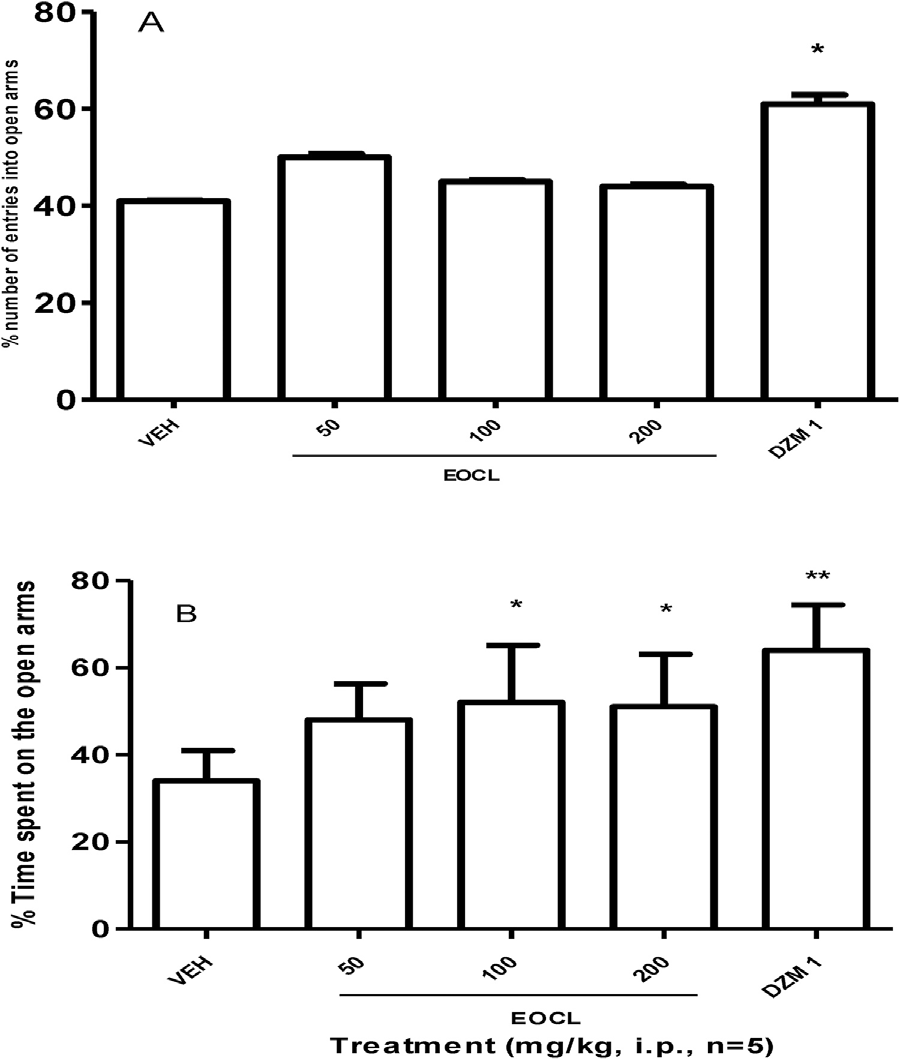 A
*
80
60
40
20
0
% number of entries into open arms
VEH
50
100
200
DZM 1
EOCL
B
*
*
**
80
60
40
20
0
% Time spent on the open arms
VEH
50
100
200
DZM 1
EOCL
Treatment (mg/kg, i.p., n=5)